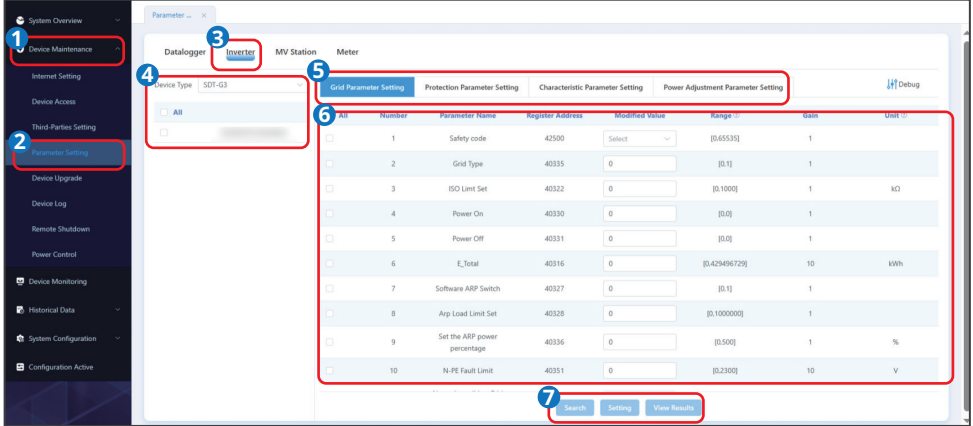 Parameter ... ×
System Overview
1
Device Maintenance
Internet Setting
Device Access
Third-Parties Setting
2
Parameter Setting
Device Upgrade
Device Log
Remote Shutdown
Power Control
Device Monitoring
Historical Data
System Configuration
Configuration Active
3
Datalogger Inverter MV Station Meter
4
Device Type SDT-G3
All
5
Grid Parameter Setting Protection Parameter Setting Characteristic Parameter Setting Power Adjustment Parameter Setting
Debug
6
All Number Parameter Name Register Address Modified Value Range Gain Unit
1 Safety code 42500 Select [0,65535] 1
2 Grid Type 40335 0 [0,1] 1
3 ISO Limt Set 40322 0 [0,1000] 1 kΩ
4 Power On 40330 0 [0,0] 1
5 Power Off 40331 0 [0,0] 1
6 E_Total 40316 0 [0,429496729] 10 kWh
7 Software ARP Switch 40327 0 [0,1] 1
8 Arp Load Limit Set 40328 0 [0,1000000] 1
9 Set the ARP power percentage 40336 0 [0,500] 1 %
10 N-PE Fault Limit 40351 0 [0,2300] 10 V
7
Search Setting View Results